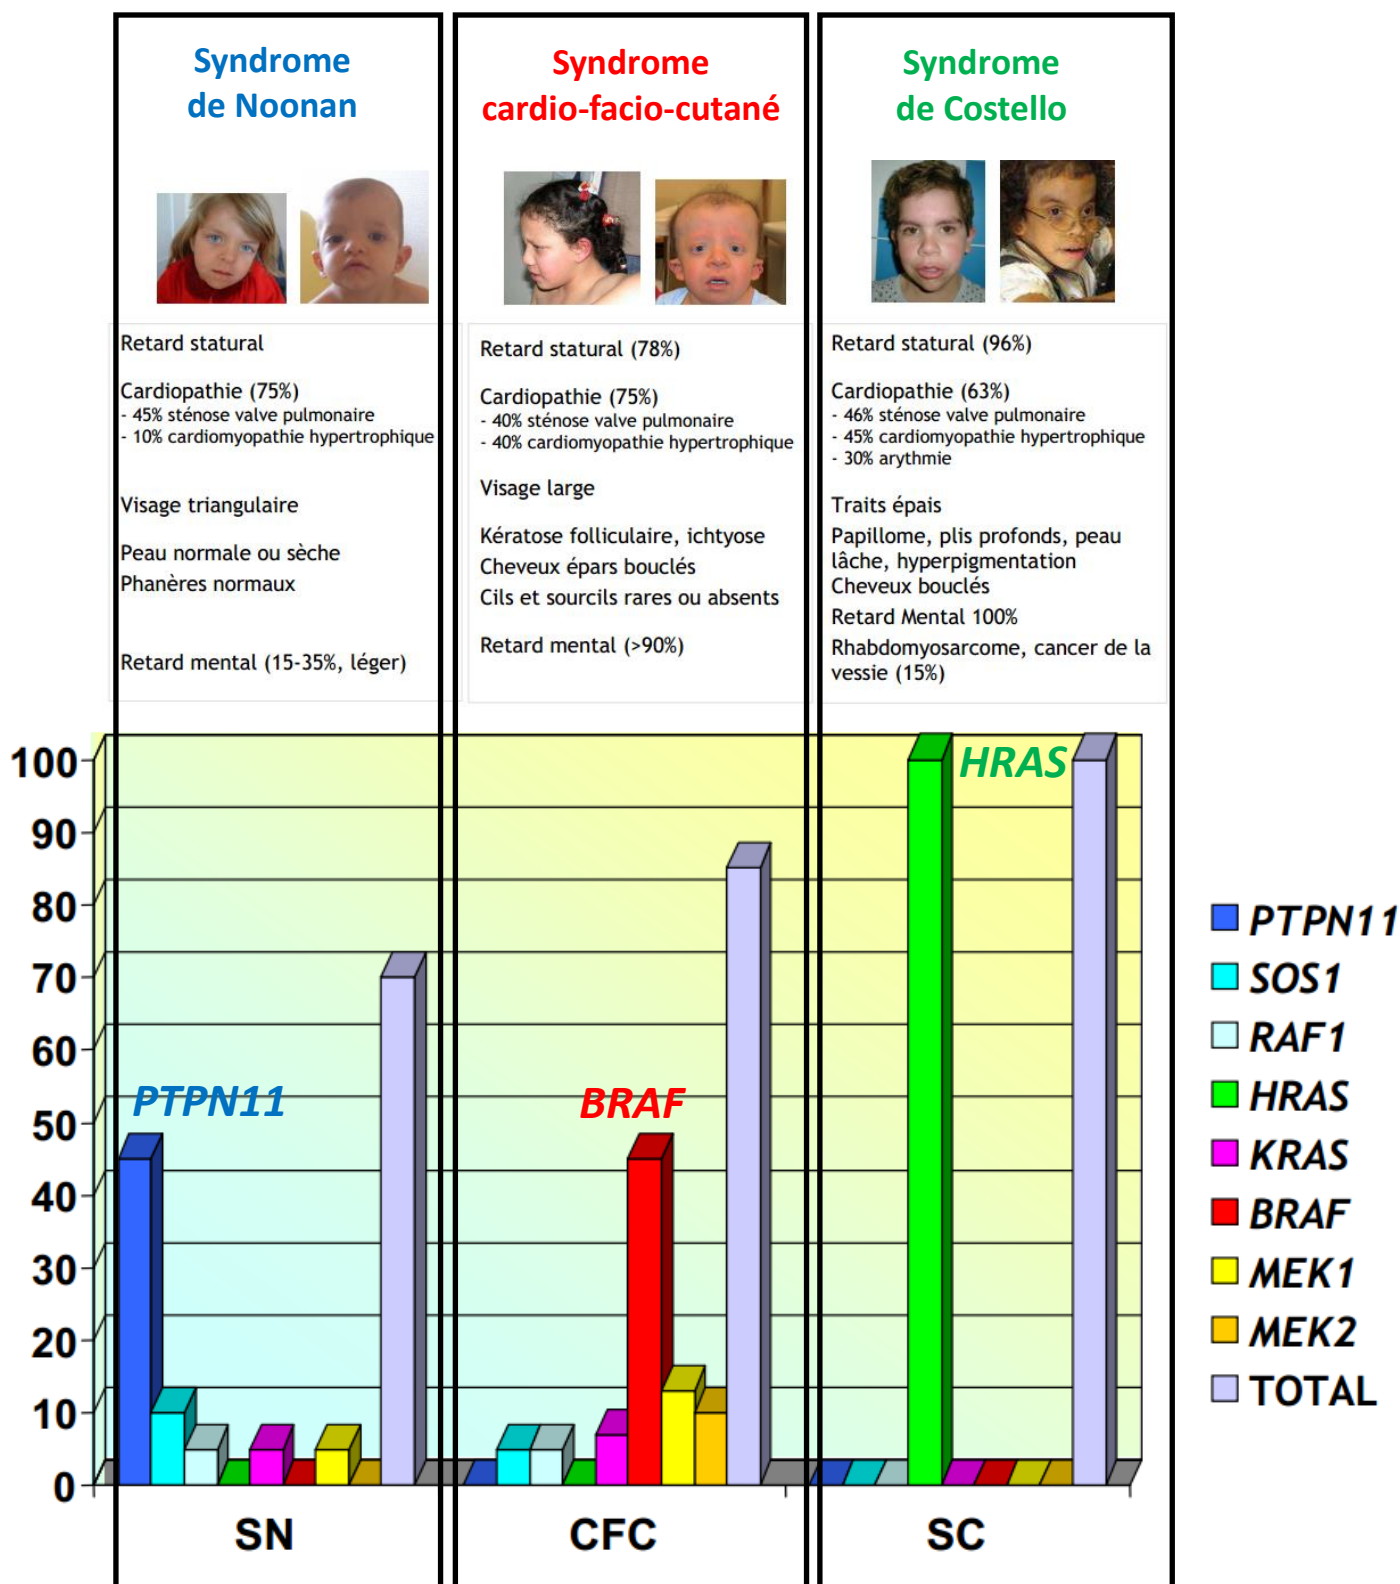 Syndrome
de Noonan
Syndrome
cardio-facio-cutané
Syndrome
de Costello
Retard statural
Cardiopathie (75%)
- 45% sténose valve pulmonaire
- 10% cardiomyopathie hypertrophique
Visage triangulaire
Peau normale ou sèche
Phanères normaux
Retard mental (15-35%, léger)
Retard statural (78%)
Cardiopathie (75%)
- 40% sténose valve pulmonaire
- 40% cardiomyopathie hypertrophique
Visage large
Kératose folliculaire, ichtyose
Cheveux épars bouclés
Cils et sourcils rares ou absents
Retard mental (>90%)
Retard statural (96%)
Cardiopathie (63%)
- 46% sténose valve pulmonaire
- 45% cardiomyopathie hypertrophique
- 30% arythmie
Traits épais
Papillome, plis profonds, peau
lâche, hyperpigmentation
Cheveux bouclés
Retard Mental 100%
Rhabdomyosarcome, cancer de la
vessie (15%)
100
90
80
70
60
50
40
30
20
10
0
PTPN11
BRAF
HRAS
SN
CFC
SC
PTPN11
SOS1
RAF1
HRAS
KRAS
BRAF
MEK1
MEK2
TOTAL